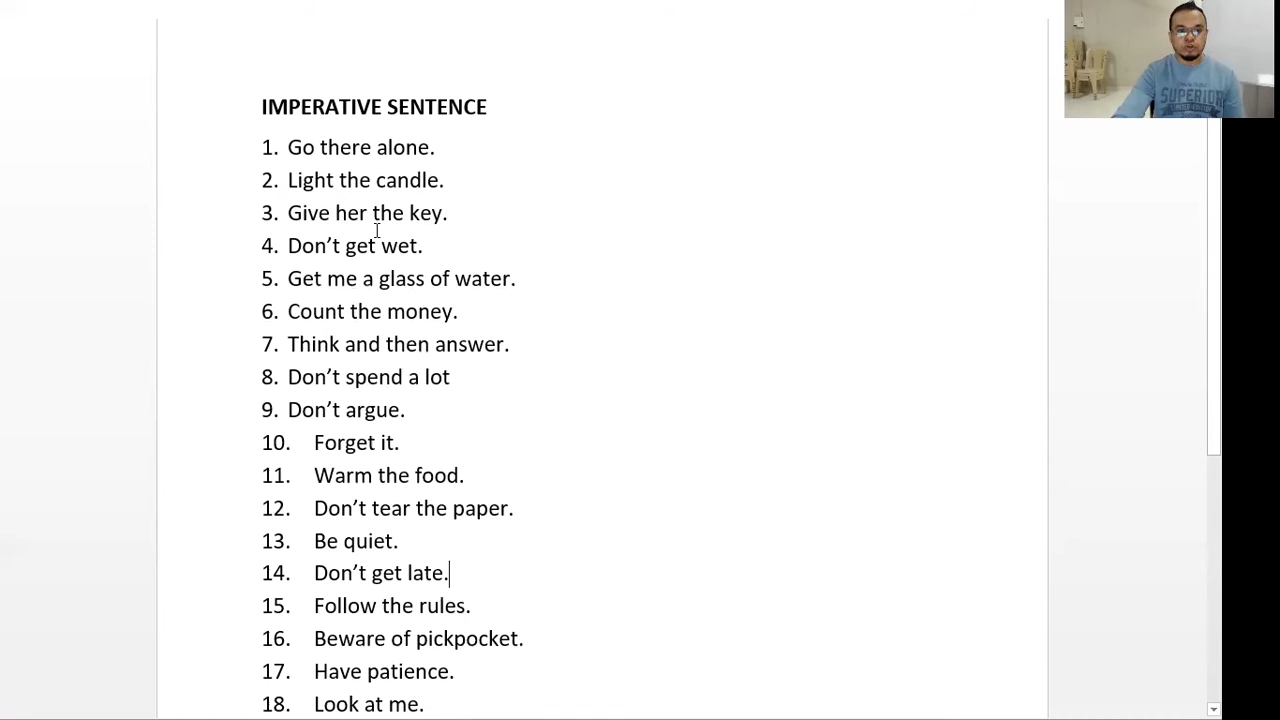 IMPERATIVE SENTENCE
1. Go there alone.
2. Light the candle.
3. Give her the key.
4. Don’t get wet.
5. Get me a glass of water.
6. Count the money.
7. Think and then answer.
8. Don’t spend a lot
9. Don’t argue.
10. Forget it.
11. Warm the food.
12. Don’t tear the paper.
13. Be quiet.
14. Don’t get late.
15. Follow the rules.
16. Beware of pickpocket.
17. Have patience.
18. Look at me.
SUPERIOR